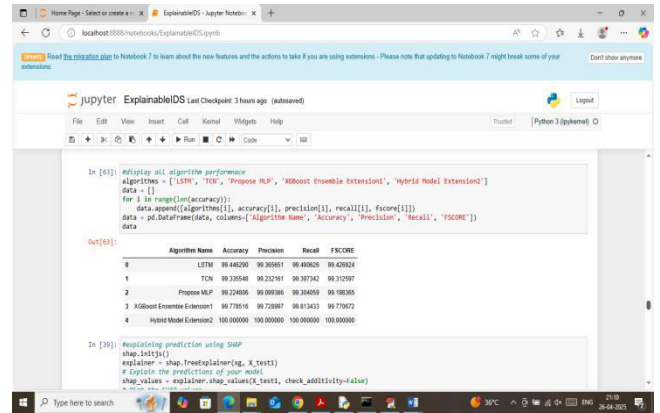 Home Page - Select or create a n
ExplainableIDS - Jupyter Notebo
localhost:8888/notebooks/ExplainableIDS.ipynb
UPDATE Read the migration plan to Notebook 7 to learn about the new features and the actions to take if you are using extensions - Please note that updating to Notebook 7 might break some of your extensions.
Don't show anymore
jupyter ExplainableIDS Last Checkpoint: 3 hours ago (autosaved)
Logout
File Edit View Insert Cell Kernel Widgets Help
Trusted Python 3 (ipykernel)
Run Code
In [63]: #display all algorithm performnace
algorithms = ['LSTM', 'TCN', 'Propose MLP', 'XGBoost Ensemble Extension1', 'Hybrid Model Extension2']
data = []
for i in range(len(accuracy)):
data.append([algorithms[i], accuracy[i], precision[i], recall[i], fscore[i]])
data = pd.DataFrame(data, columns=['Algorithm Name', 'Accuracy', 'Precision', 'Recall', 'FSCORE'])
data
Out[63]:
Algorithm Name Accuracy Precision Recall FSCORE
0 LSTM 99.446290 99.365651 99.490626 99.426924
1 TCN 99.335548 99.232161 99.397342 99.312597
2 Propose MLP 99.224806 99.099386 99.304059 99.198365
3 XGBoost Ensemble Extension1 99.778516 99.728997 99.813433 99.770672
4 Hybrid Model Extension2 100.000000 100.000000 100.000000 100.000000
In [39]: #explaining prediction using SHAP
shap.initjs()
explainer = shap.TreeExplainer(xg, X_test1)
# Explain the predictions of your model
shap_values = explainer.shap_values(X_test1, check_additivity=False)
Type here to search
36°C
ENG
21:10
26-04-2025